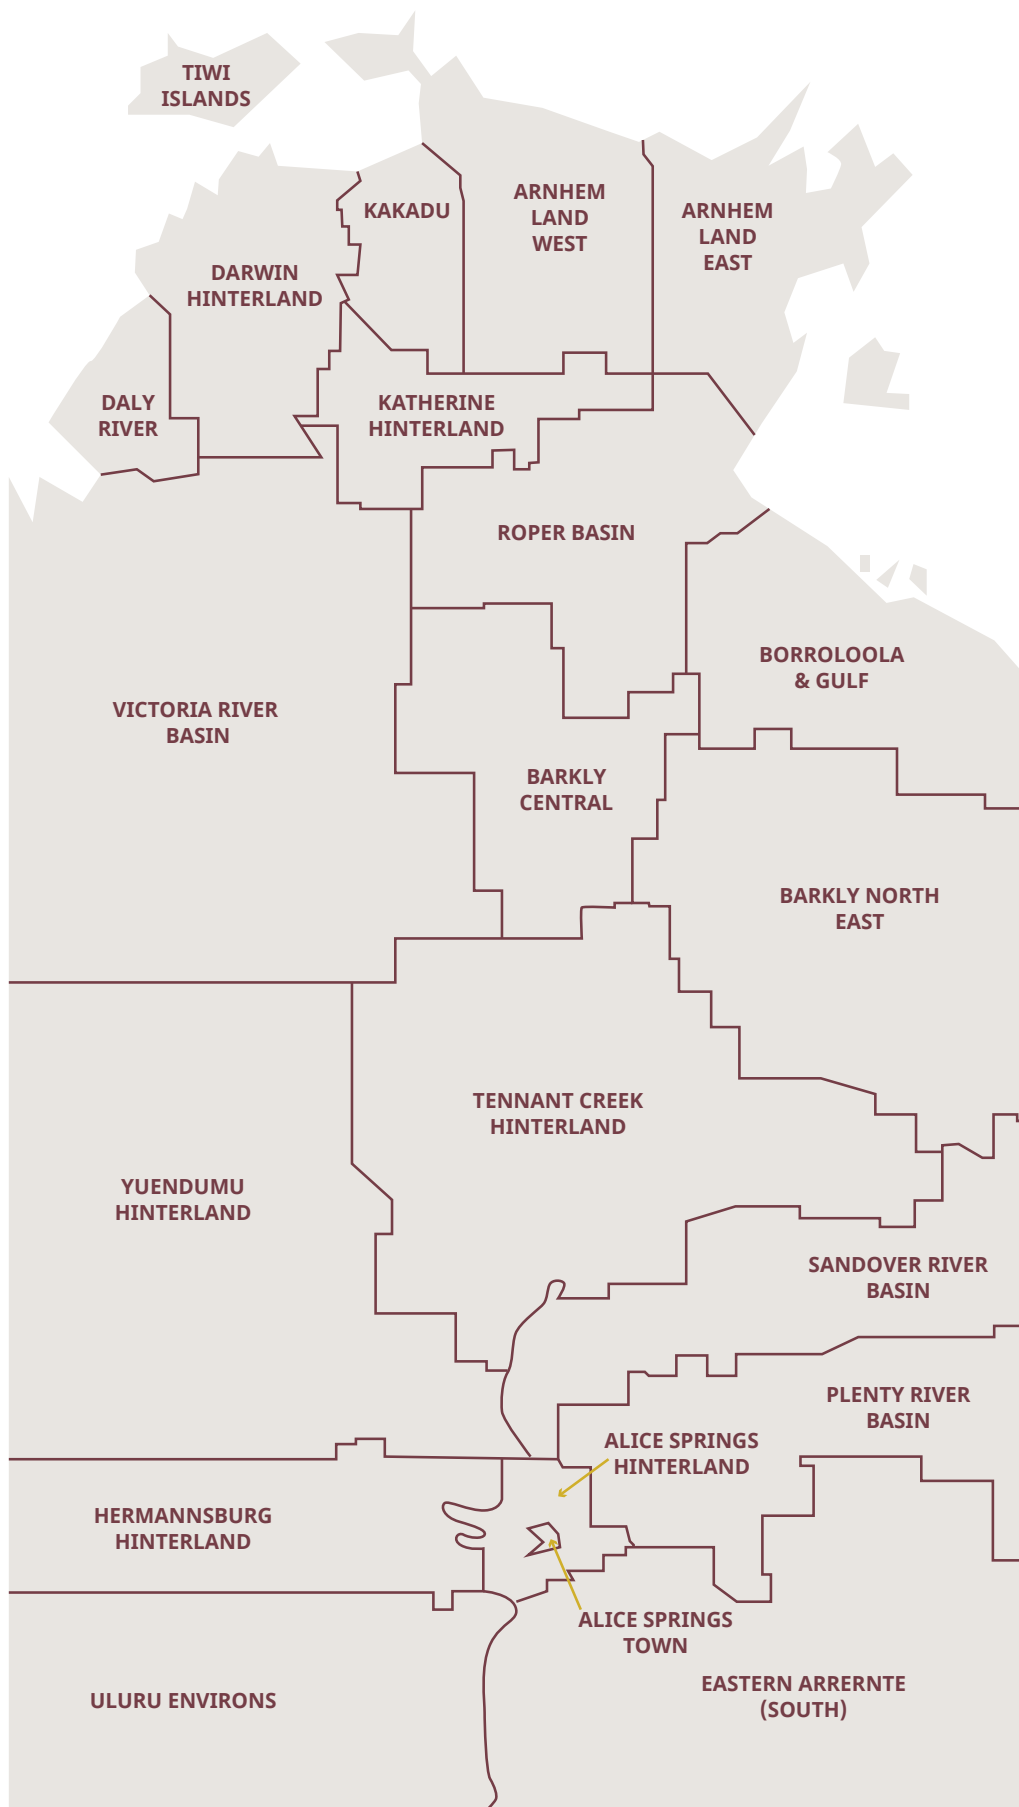 TIWI
ISLANDS
KAKADU
ARNHEM
LAND
WEST
ARNHEM
LAND
EAST
DARWIN
HINTERLAND
DALY
RIVER
KATHERINE
HINTERLAND
ROPER BASIN
BORROLOOLA
& GULF
VICTORIA RIVER
BASIN
BARKLY
CENTRAL
BARKLY NORTH
EAST
TENNANT CREEK
HINTERLAND
YUENDUMU
HINTERLAND
SANDOVER RIVER
BASIN
PLENTY RIVER
BASIN
ALICE SPRINGS
HINTERLAND
HERMANNSBURG
HINTERLAND
ALICE SPRINGS
TOWN
EASTERN ARRERNTE
(SOUTH)
ULURU ENVIRONS